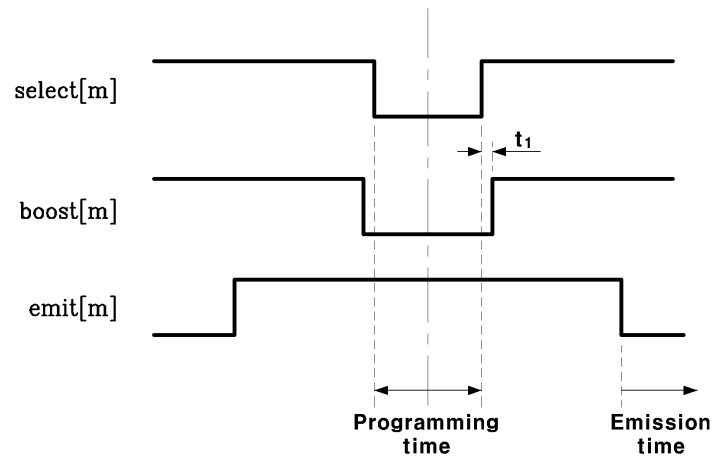 select[m]
t1
boost[m]
emit[m]
Programming
time
Emission
time